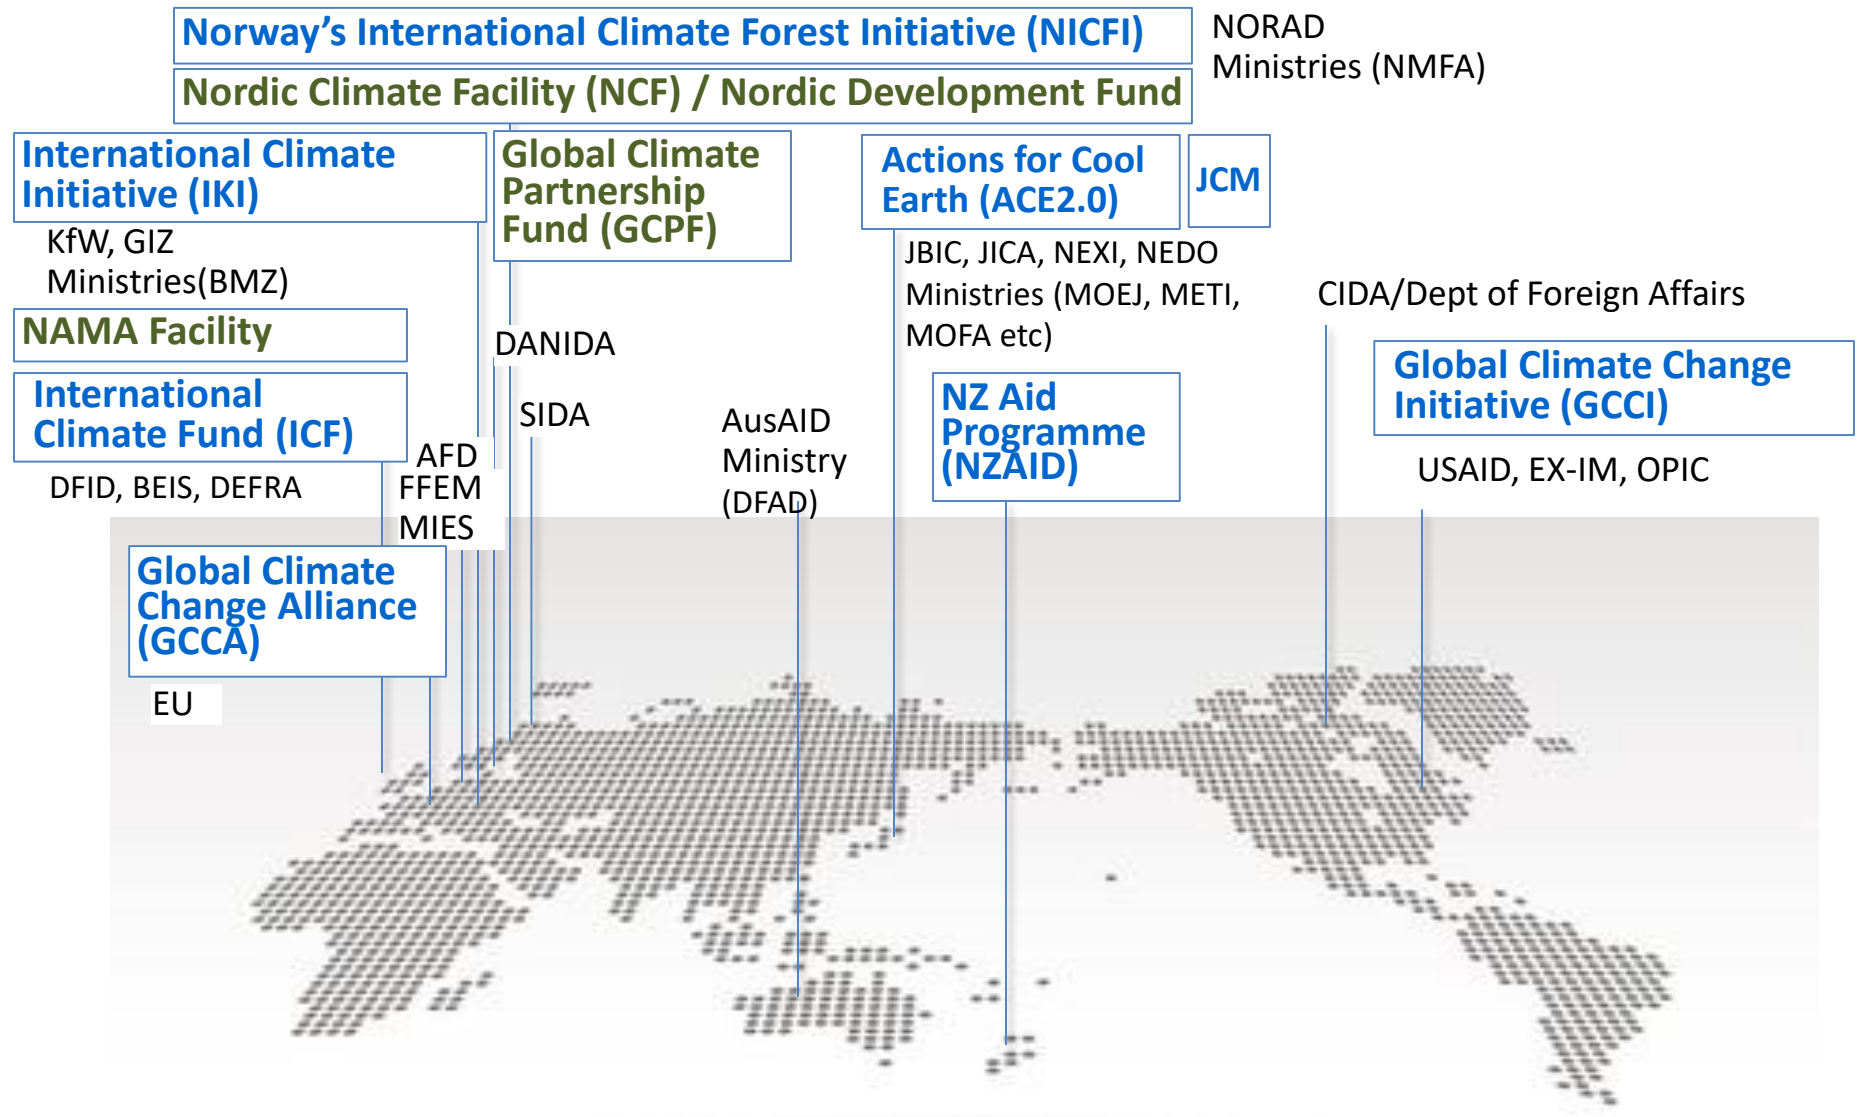 Norway's International Climate Forest Initiative (NICFI)
NORAD
Ministries (NMFA)
Nordic Climate Facility (NCF) / Nordic Development Fund
International Climate
Initiative (IKI)
KfW, GIZ
Ministries(BMZ)
Global Climate
Partnership
Fund (GCPF)
Actions for Cool
Earth (ACE2.0)
JCM
JBIC, JICA, NEXI, NEDO
Ministries (MOEJ, METI,
MOFA etc)
CIDA/Dept of Foreign Affairs
NAMA Facility
DANIDA
Global Climate Change
Initiative (GCCI)
USAID, EX-IM, OPIC
International
Climate Fund (ICF)
DFID, BEIS, DEFRA
AFD
FFEM
MIES
SIDA
AusAID
Ministry
(DFAD)
NZ Aid
Programme
(NZAID)
Global Climate
Change Alliance
(GCCA)
EU